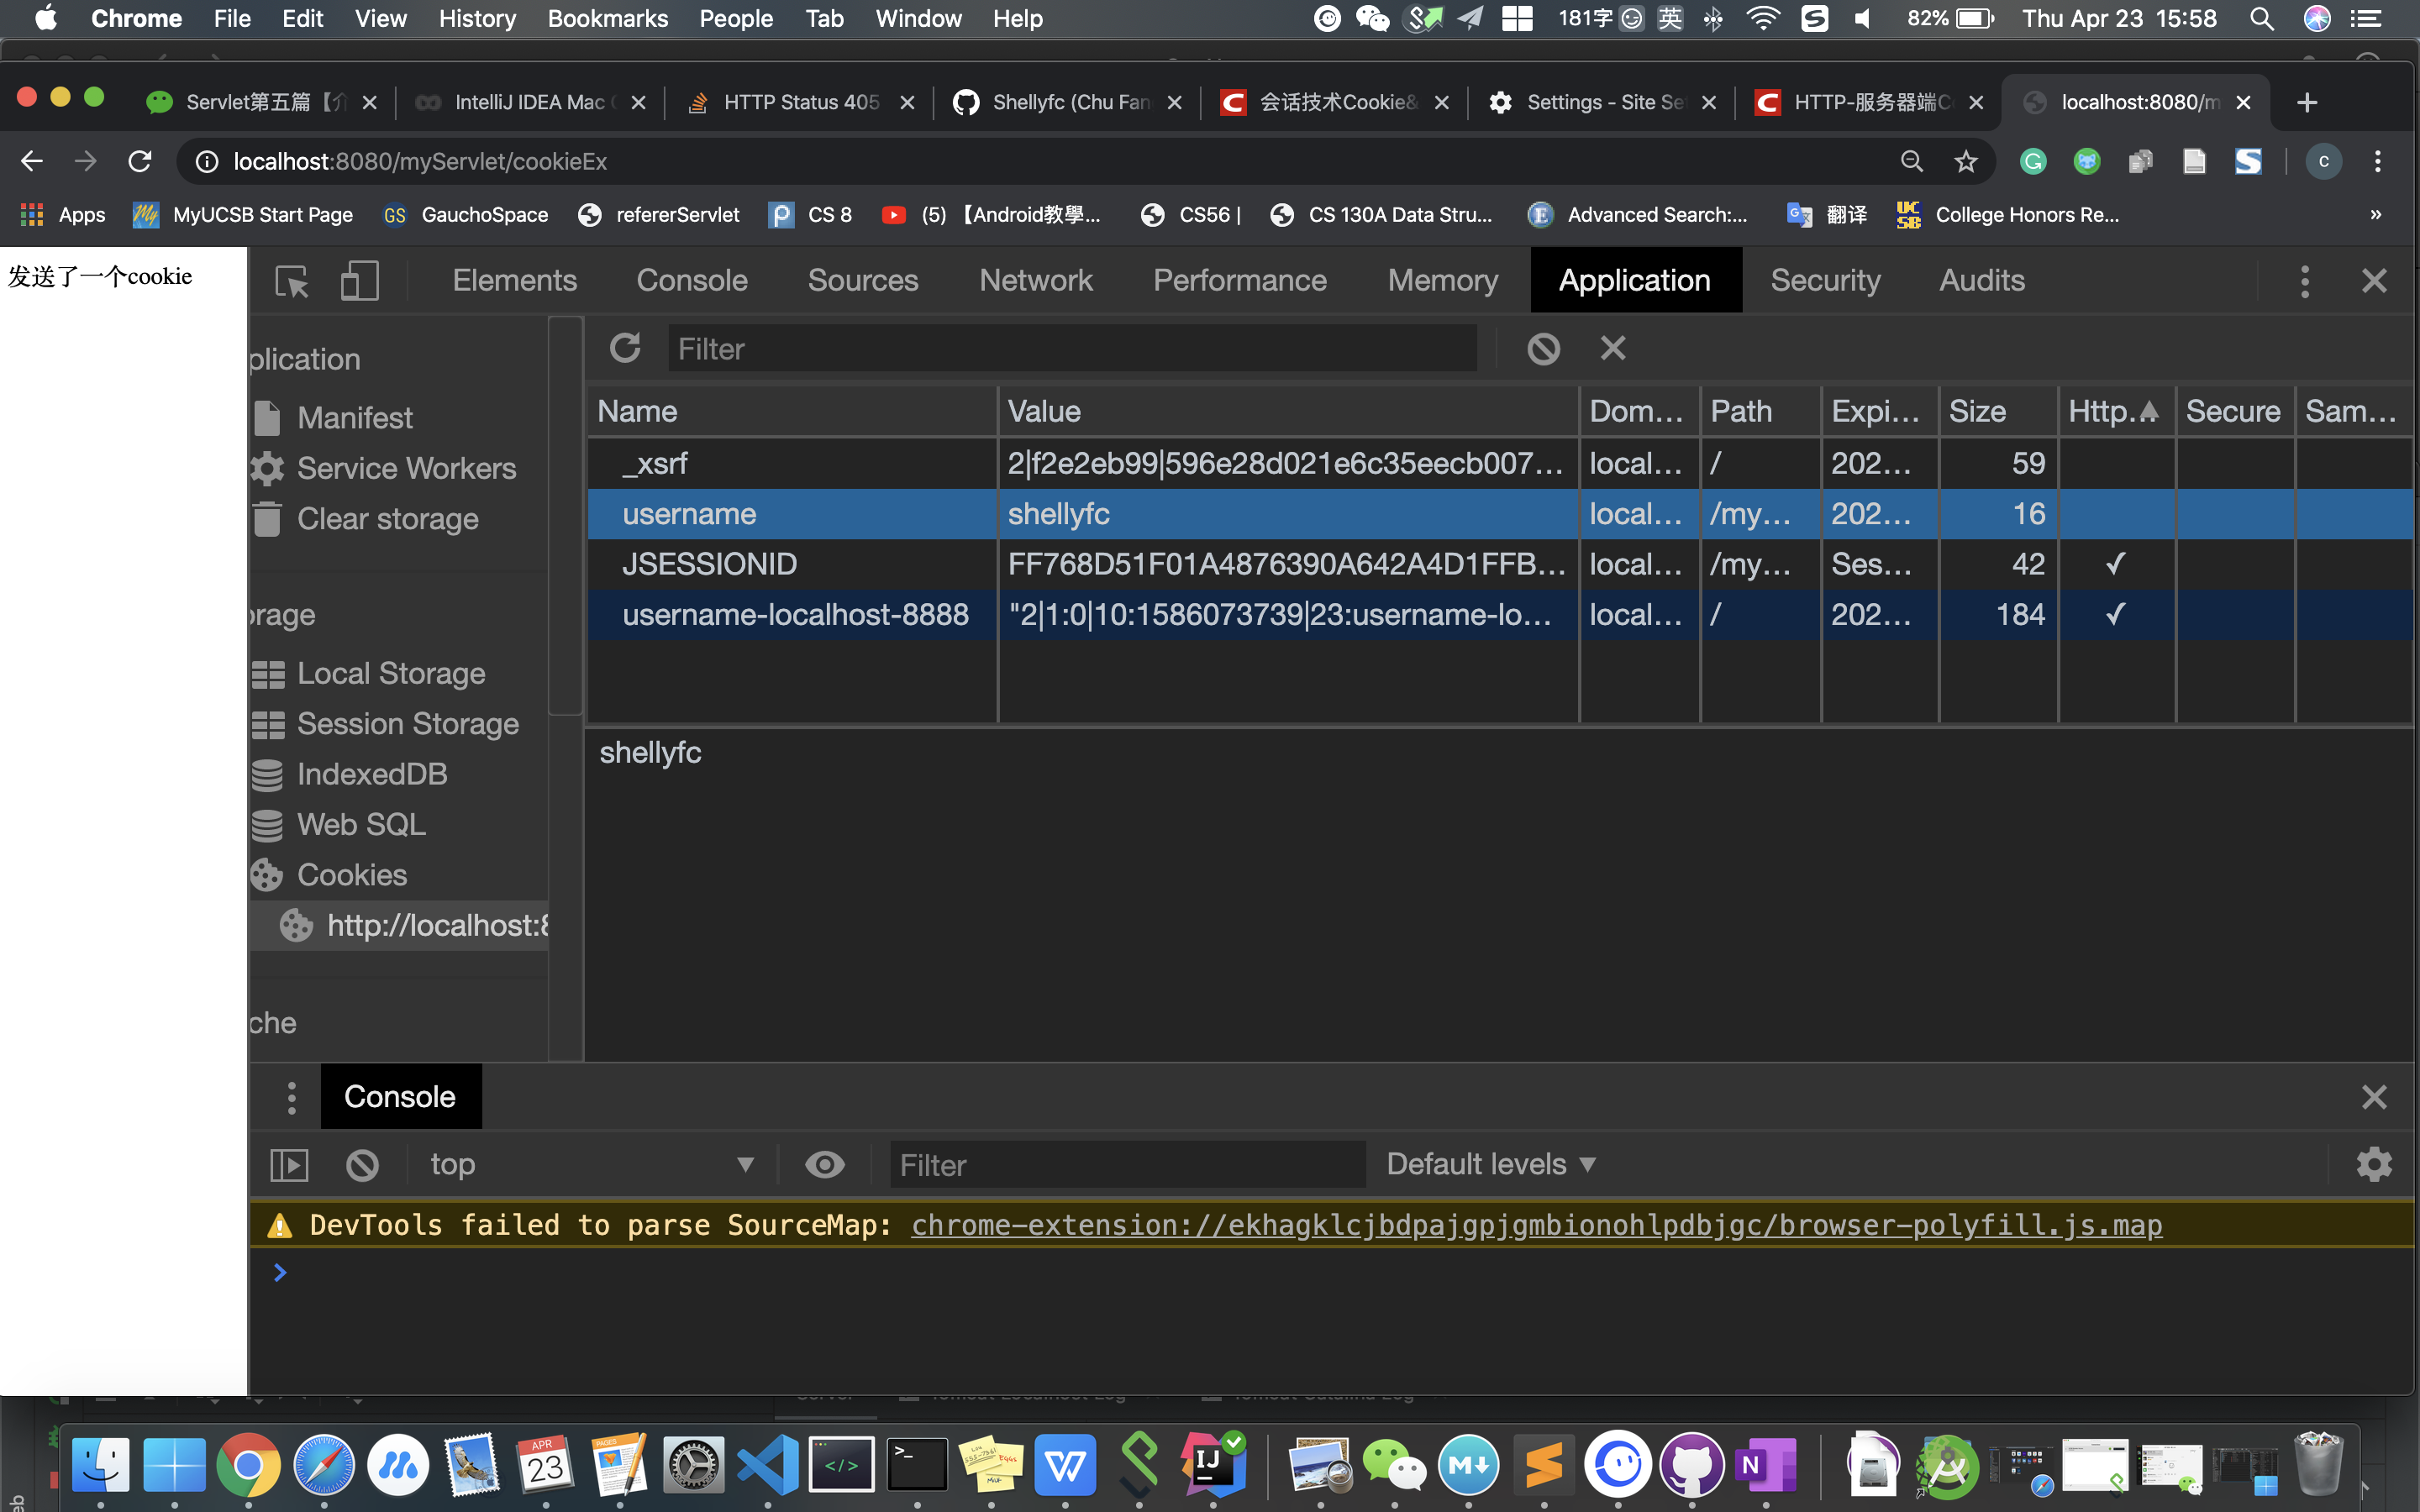 Chrome File Edit View History Bookmarks People Tab Window Help 181字 英 82% Thu Apr 23 15:58
Servlet第五篇【介 IntelliJ IDEA Mac HTTP Status 405 Shellyfc (Chu Fan 会话技术Cookie& Settings - Site Se HTTP-服务器端C localhost:8080/m
localhost:8080/myServlet/cookieEx
Apps MyUCSB Start Page GS GauchoSpace refererServlet CS 8 (5) 【Android教學... CS56 | CS 130A Data Stru... Advanced Search:... 翻译 College Honors Re... »
发送了一个cookie
Elements Console Sources Network Performance Memory Application Security Audits
plication
Manifest
Service Workers
Clear storage
orage
Local Storage
Session Storage
IndexedDB
Web SQL
Cookies
http://localhost:8
che
Filter
Name Value Dom... Path Expi... Size Http... Secure Sam...
_xsrf 2|f2e2eb99|596e28d021e6c35eecb007... local... / 202... 59
username shellyfc local... /my... 202... 16
JSESSIONID FF768D51F01A4876390A642A4D1FFB... local... /my... Ses... 42 ✓
username-localhost-8888 "2|1:0|10:1586073739|23:username-lo... local... / 202... 184 ✓
shellyfc
Console
top Filter Default levels
DevTools failed to parse SourceMap: chrome-extension://ekhagklcjbdpajgpjgmbionohlpdbjgc/browser-polyfill.js.map
APR
23
PAGES
IJ
M
N